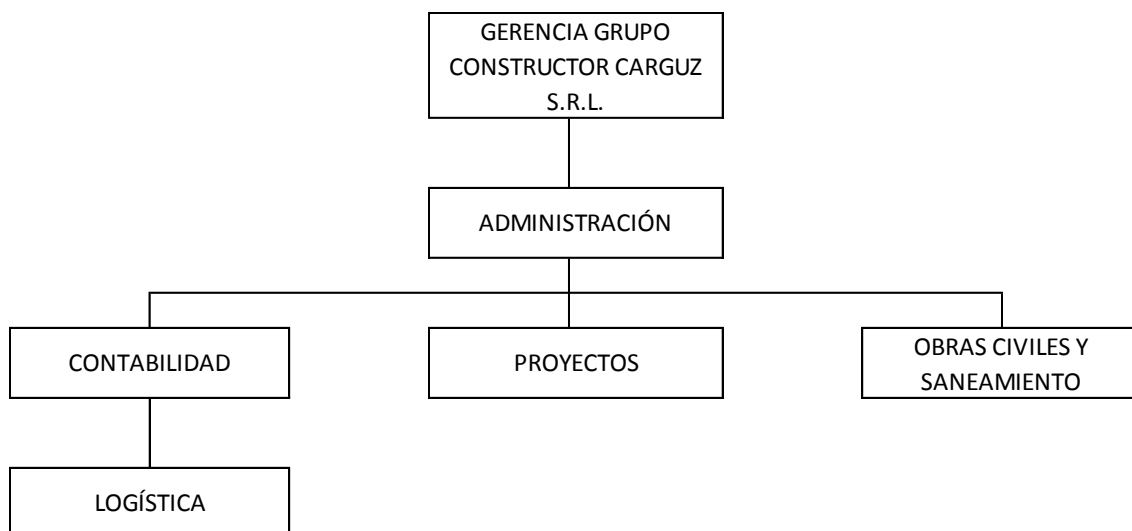 GERENCIA GRUPO
CONSTRUCTOR CARGUZ
S.R.L.
ADMINISTRACIÓN
CONTABILIDAD
PROYECTOS
OBRAS CIVILES Y
SANEAMIENTO
LOGÍSTICA